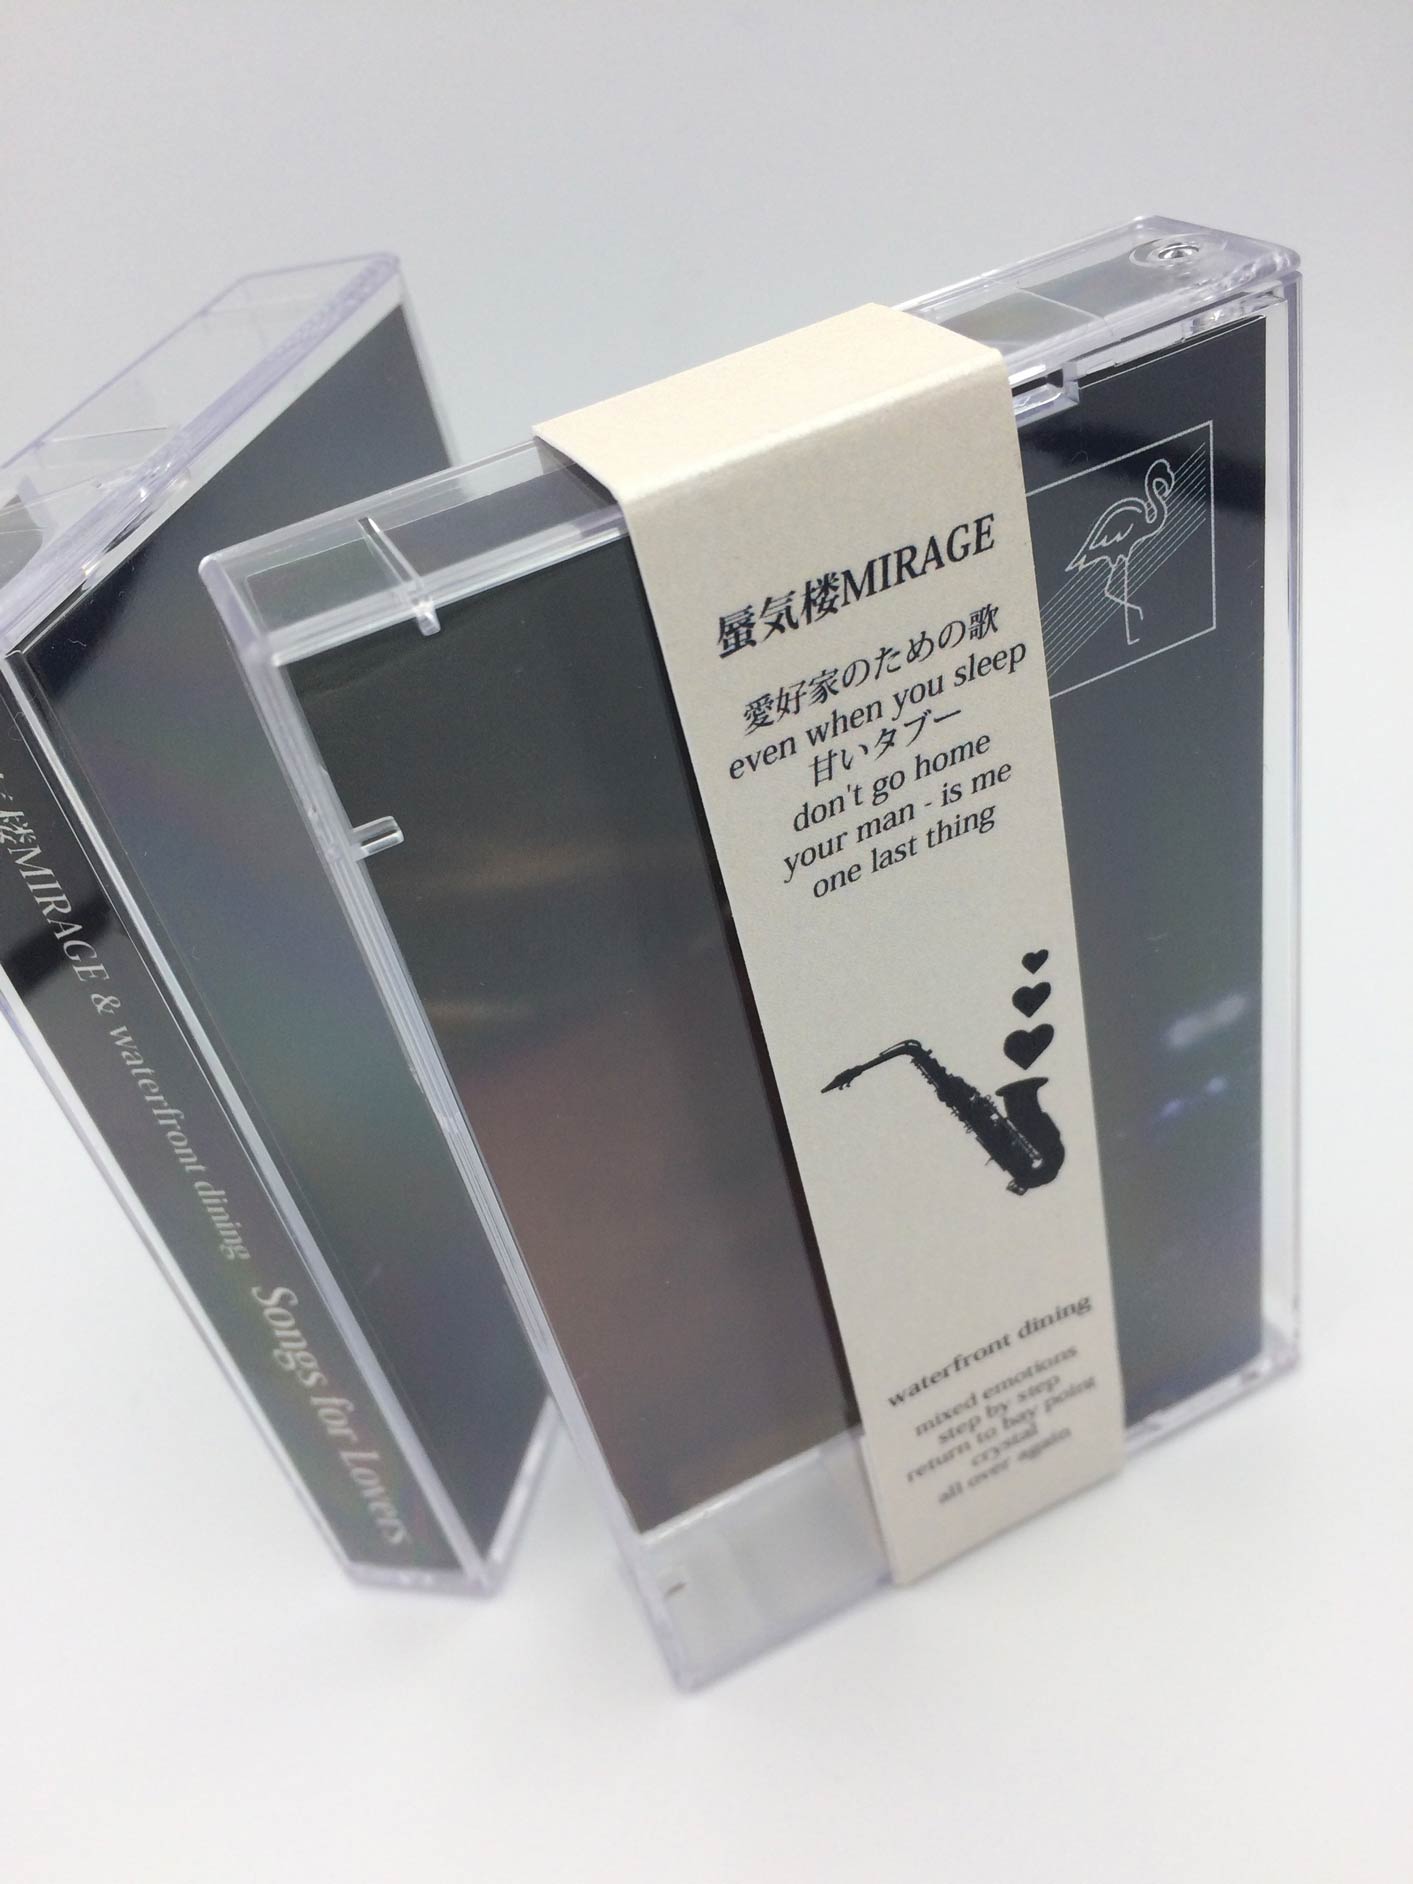 蜃気楼MIRAGE
愛好家のための歌
even when you sleep
甘いタブー
don't go home
your man - is me
one last thing
waterfront dining
mixed emotions
step by step
return to bay point
crystal
all over again
楼MIRAGE & waterfront dining Songs for Lovers